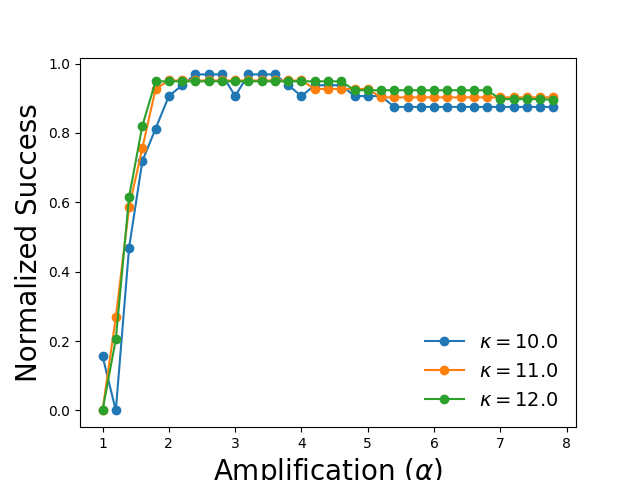 1.0
0.8
0.6
0.4
0.2
0.0
Normalized Success
κ = 10.0
κ = 11.0
κ = 12.0
1 2 3 4 5 6 7 8
Amplification (α)